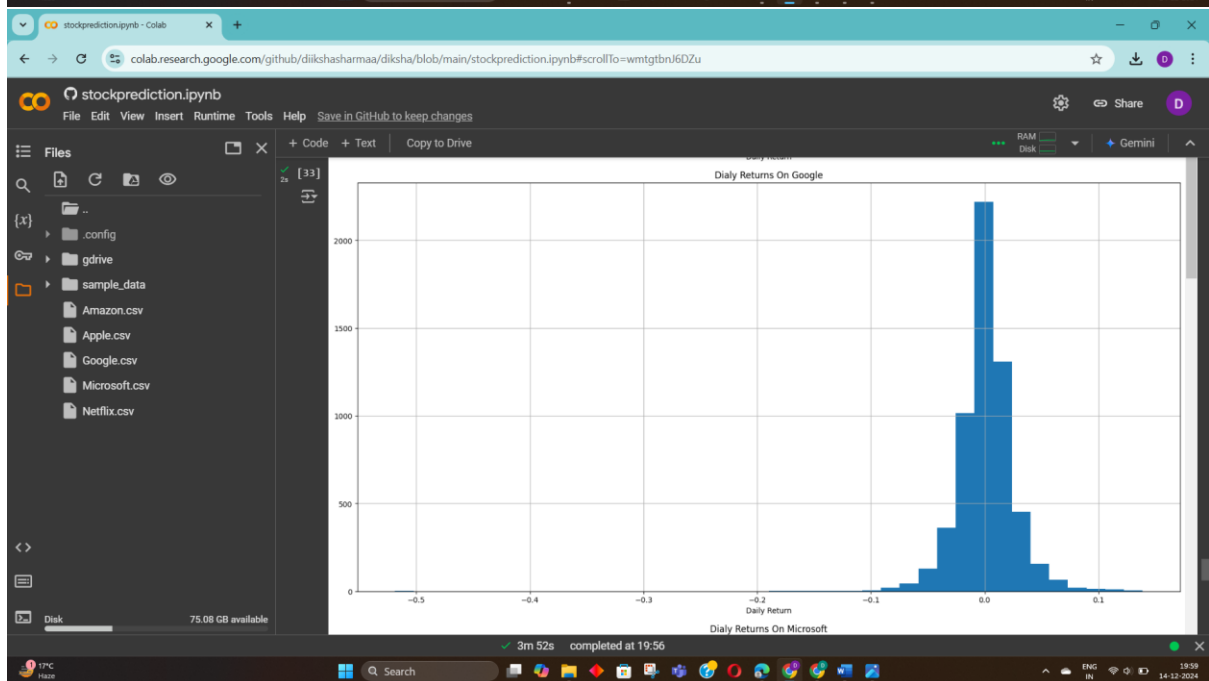 stockprediction.ipynb - Colab
colab.research.google.com/github/diikshasharmaa/diksha/blob/main/stockprediction.ipynb#scrollTo=wmtgtbnJ6DZu
D
stockprediction.ipynb
File Edit View Insert Runtime Tools Help Save in GitHub to keep changes
Share
D
Files
+ Code + Text Copy to Drive
RAM
Disk
Gemini
..
.config
gdrive
sample_data
Amazon.csv
Apple.csv
Google.csv
Microsoft.csv
Netflix.csv
{x}
Disk 75.08 GB available
2s [33]
Daily Return
Dialy Returns On Google
2000
1500
1000
500
0
−0.5 −0.4 −0.3 −0.2 −0.1 0.0 0.1
Daily Return
Dialy Returns On Microsoft
3m 52s completed at 19:56
1
17°C
Haze
Search
ENG
IN
19:59
14-12-2024